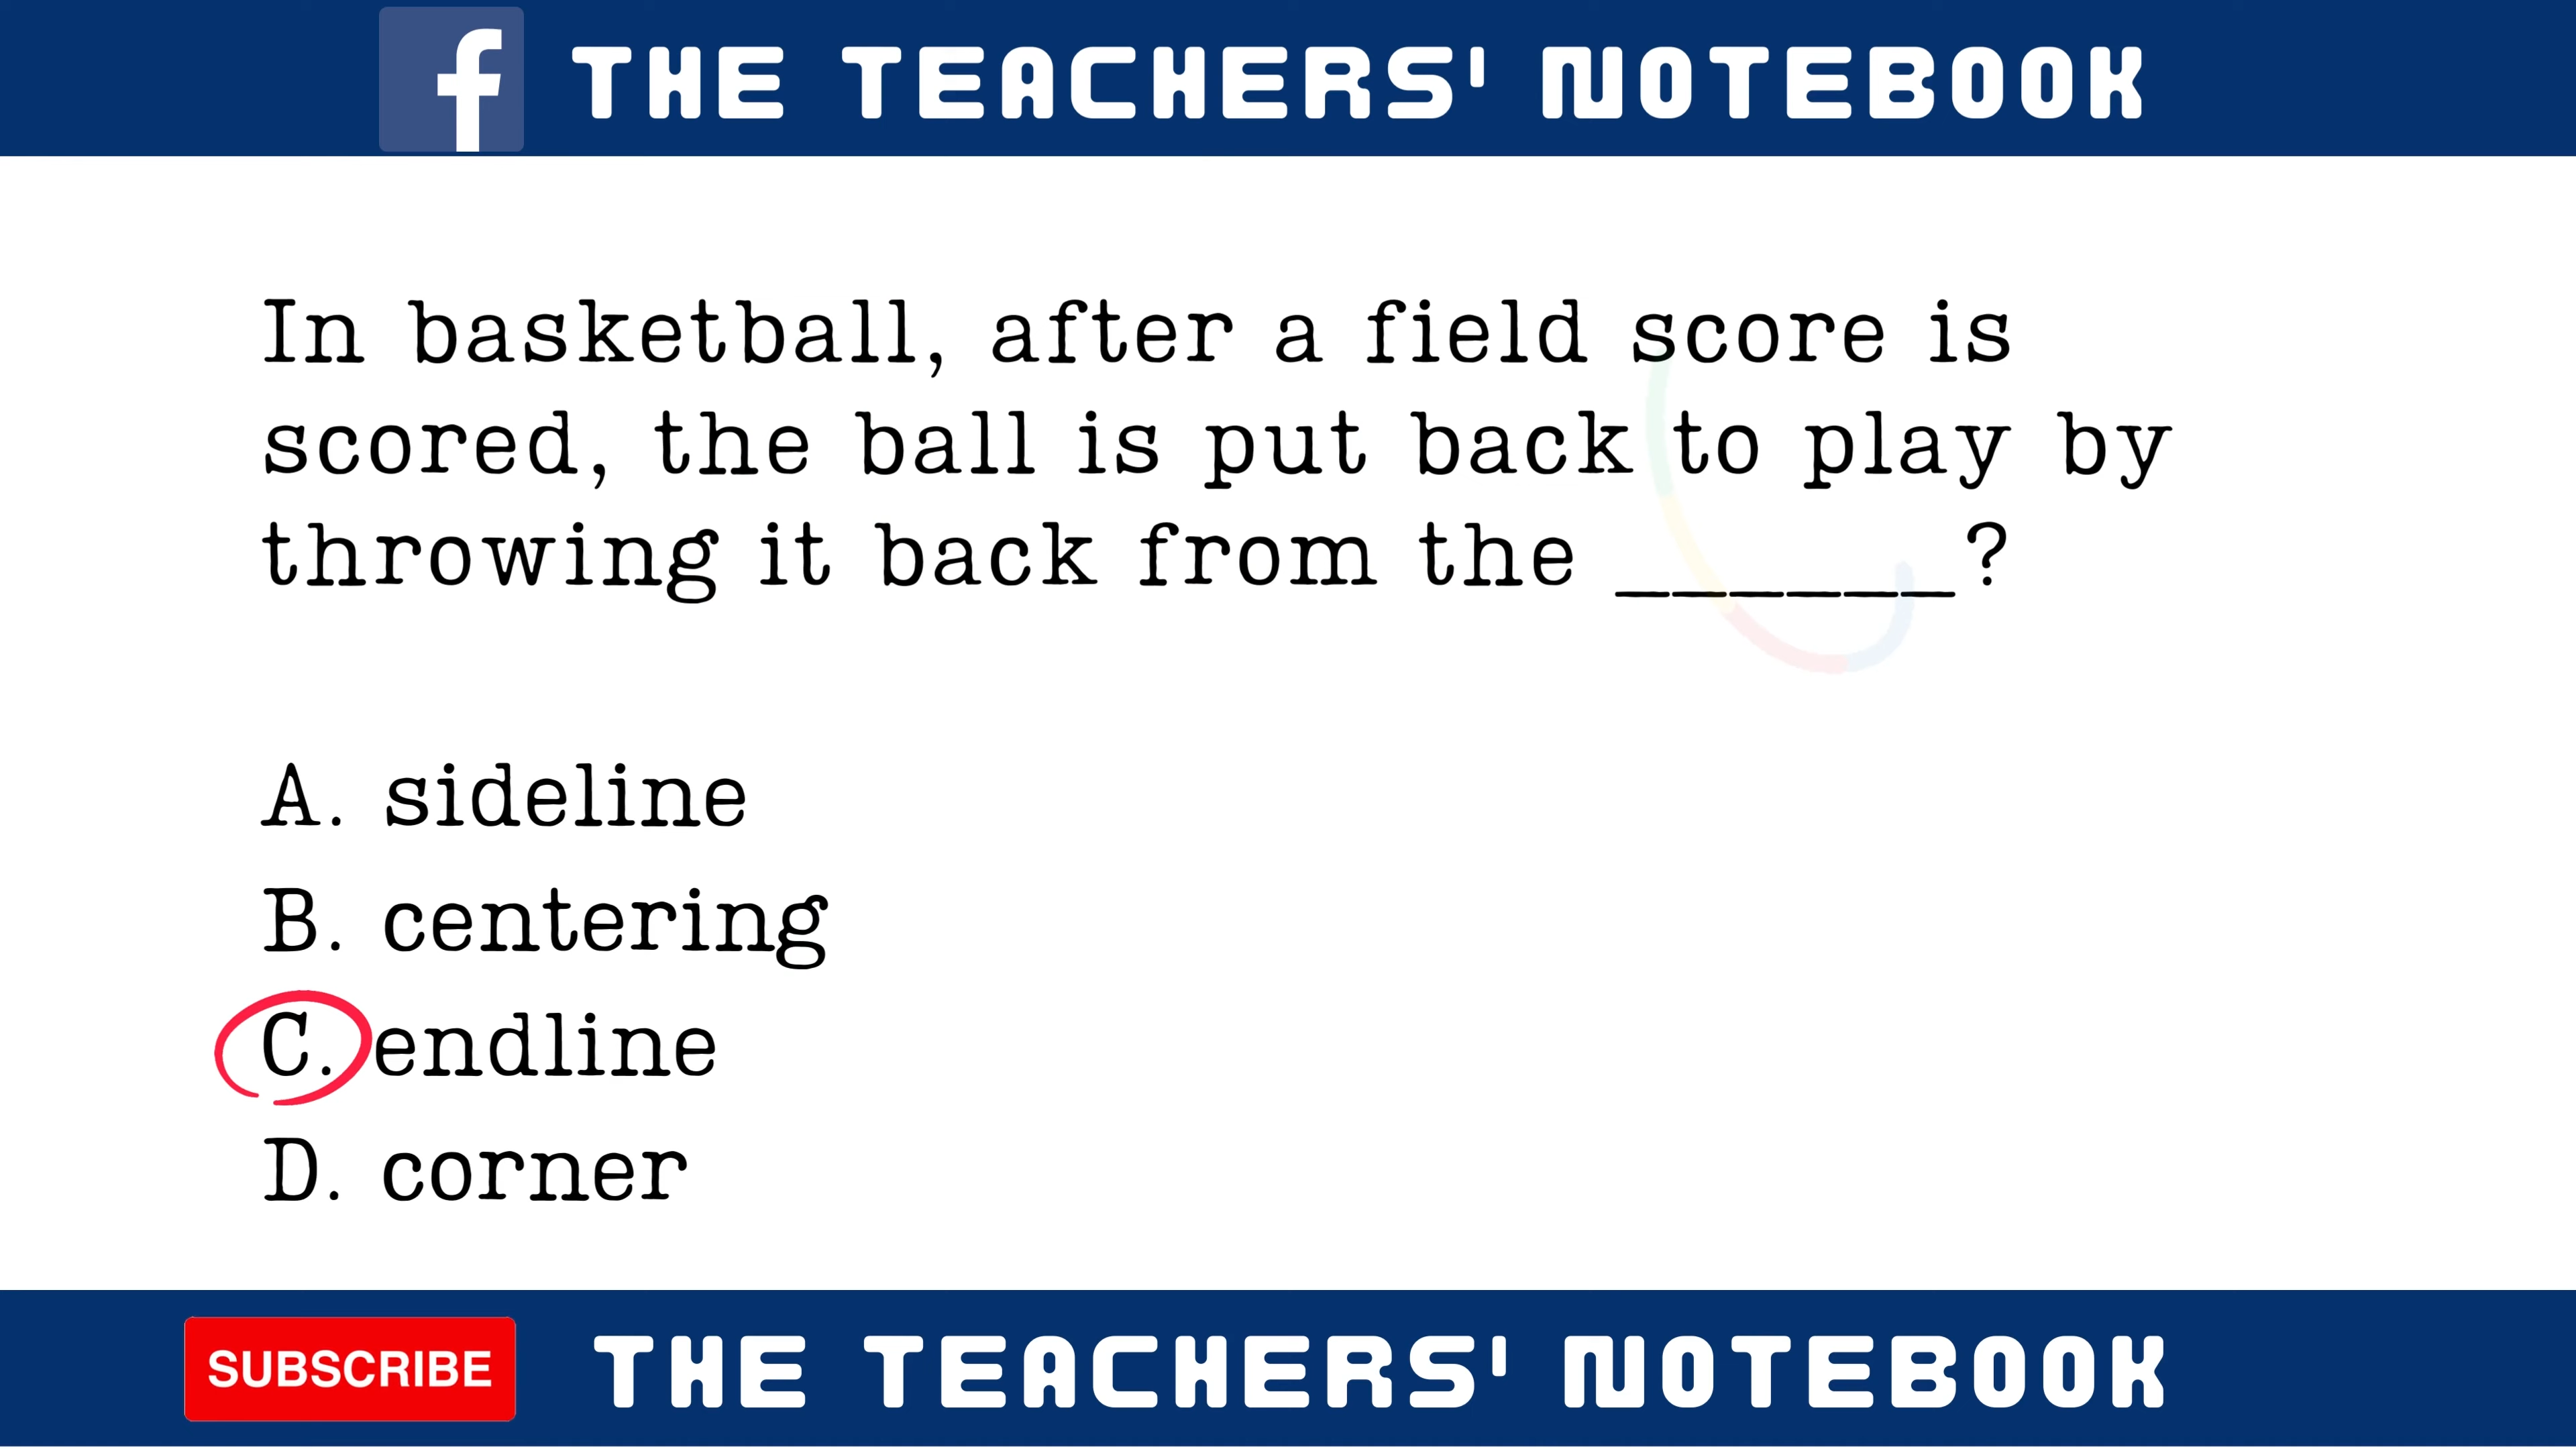 THE TEACHERS' NOTEBOOK
In basketball, after a field score is
scored, the ball is put back to play by
throwing it back from the ______?
A. sideline
B. centering
C. endline
D. corner
SUBSCRIBE THE TEACHERS' NOTEBOOK